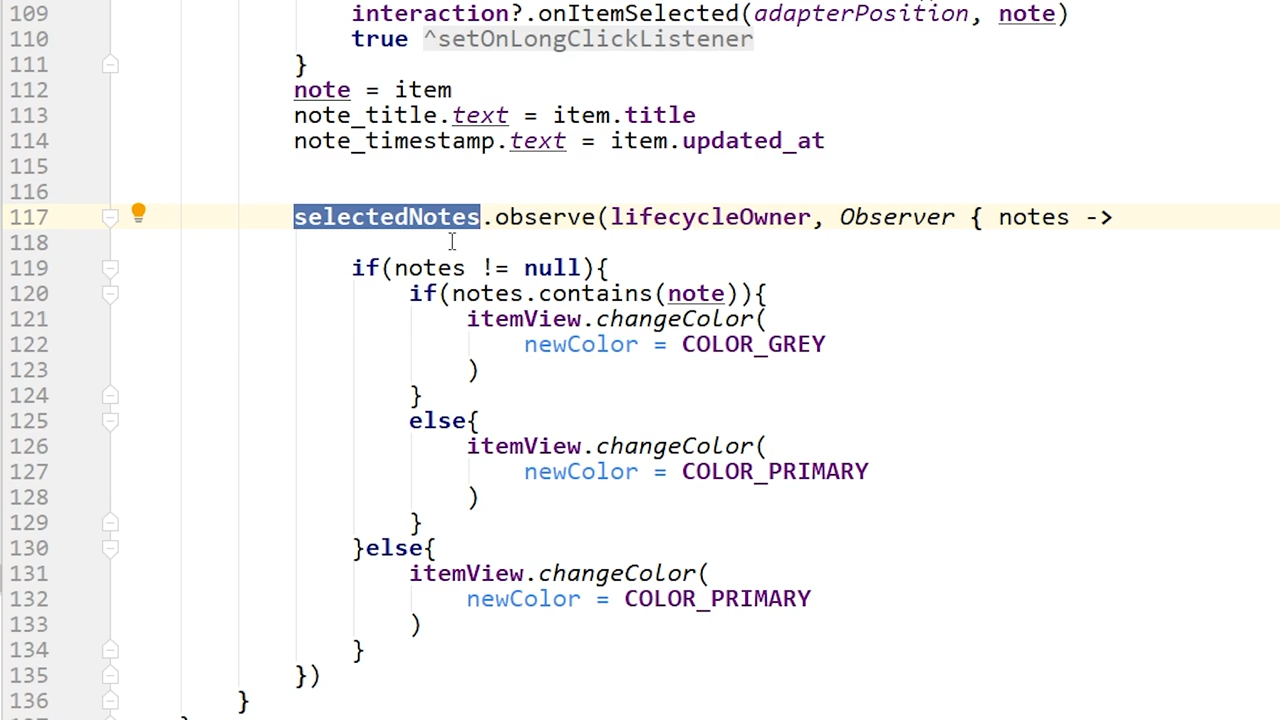 109 interaction?.onItemSelected(adapterPosition, note)
110 true ^setOnLongClickListener
111 }
112 note = item
113 note_title.text = item.title
114 note_timestamp.text = item.updated_at
115
116
117 selectedNotes.observe(lifecycleOwner, Observer { notes ->
118
119 if(notes != null){
120 if(notes.contains(note)){
121 itemView.changeColor(
122 newColor = COLOR_GREY
123 )
124 }
125 else{
126 itemView.changeColor(
127 newColor = COLOR_PRIMARY
128 )
129 }
130 }else{
131 itemView.changeColor(
132 newColor = COLOR_PRIMARY
133 )
134 }
135 })
136 }